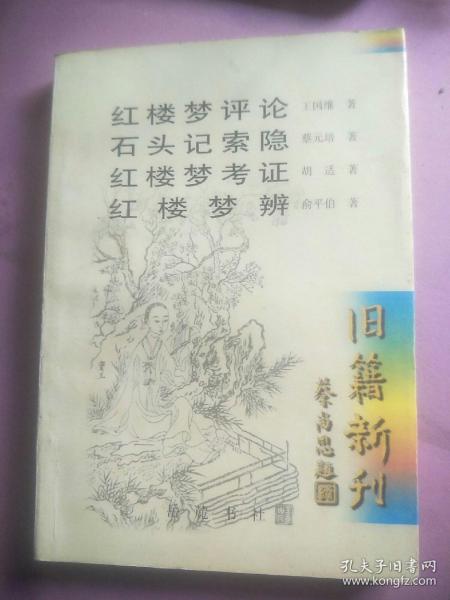 红楼梦评论 王国维 著
石头记索隐 蔡元培 著
红楼梦考证 胡适 著
红楼梦辨 俞平伯 著
旧籍新刊
蔡尚思题
岳麓书社
孔夫子旧书网
www.kongfz.com